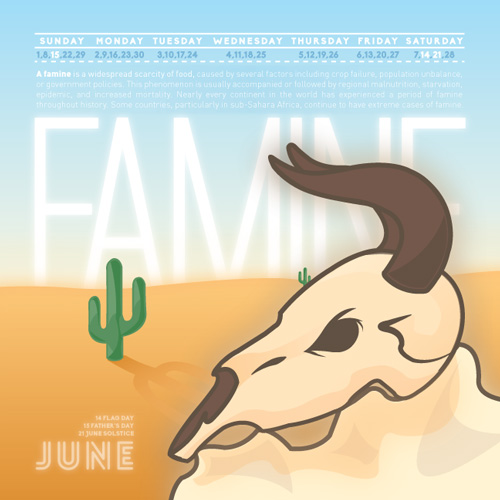 SUNDAY MONDAY TUESDAY WEDNESDAY THURSDAY FRIDAY SATURDAY
1,8,15,22,29 2,9,16,23,30 3,10,17,24 4,11,18,25 5,12,19,26 6,13,20,27 7,14,21,28
A famine is a widespread scarcity of food, caused by several factors including crop failure, population unbalance,
or government policies. This phenomenon is usually accompanied or followed by regional malnutrition, starvation,
epidemic, and increased mortality. Nearly every continent in the world has experienced a period of famine
throughout history. Some countries, particularly in sub-Sahara Africa, continue to have extreme cases of famine.
FAMINE
14 FLAG DAY
15 FATHER'S DAY
21 JUNE SOLSTICE
JUNE